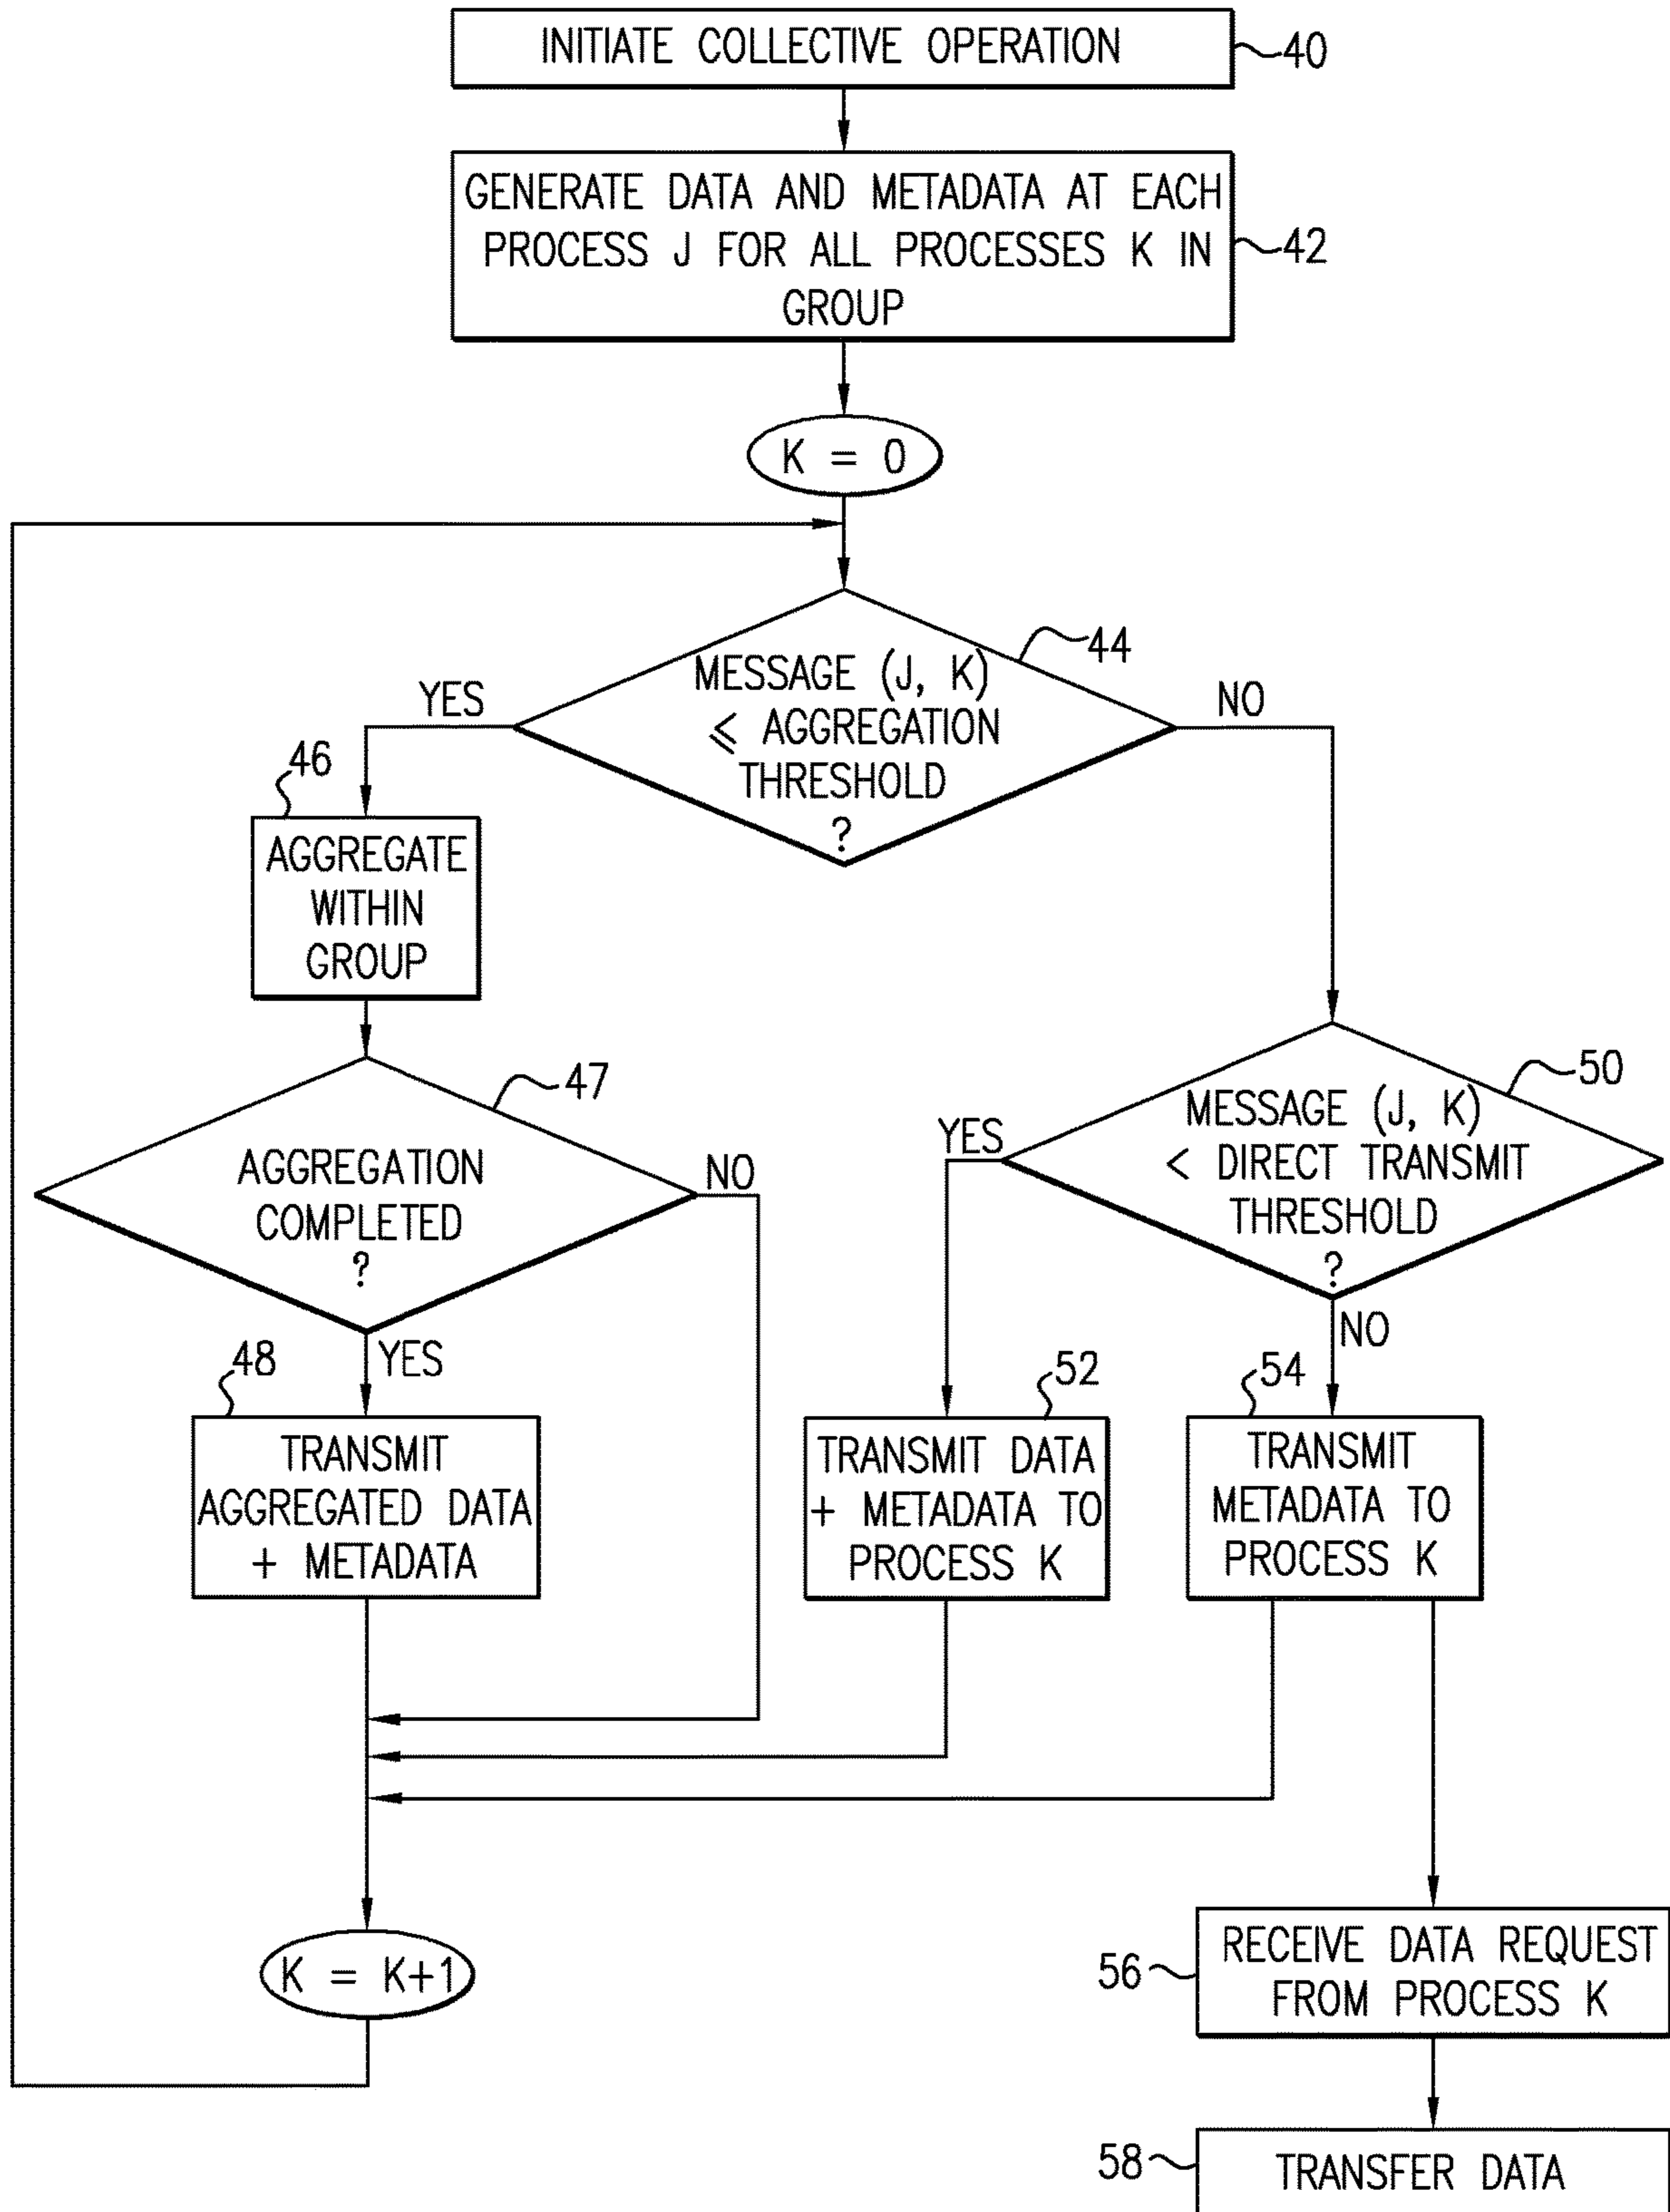 INITIATE COLLECTIVE OPERATION
40
GENERATE DATA AND METADATA AT EACH
PROCESS J FOR ALL PROCESSES K IN
GROUP
42
K = 0
44
MESSAGE (J, K)
≤ AGGREGATION
THRESHOLD
?
YES
NO
46
AGGREGATE
WITHIN
GROUP
47
AGGREGATION
COMPLETED
?
NO
YES
50
MESSAGE (J, K)
< DIRECT TRANSMIT
THRESHOLD
?
YES
NO
48
TRANSMIT
AGGREGATED DATA
+ METADATA
52
TRANSMIT DATA
+ METADATA TO
PROCESS K
54
TRANSMIT
METADATA TO
PROCESS K
K = K+1
56
RECEIVE DATA REQUEST
FROM PROCESS K
58
TRANSFER DATA